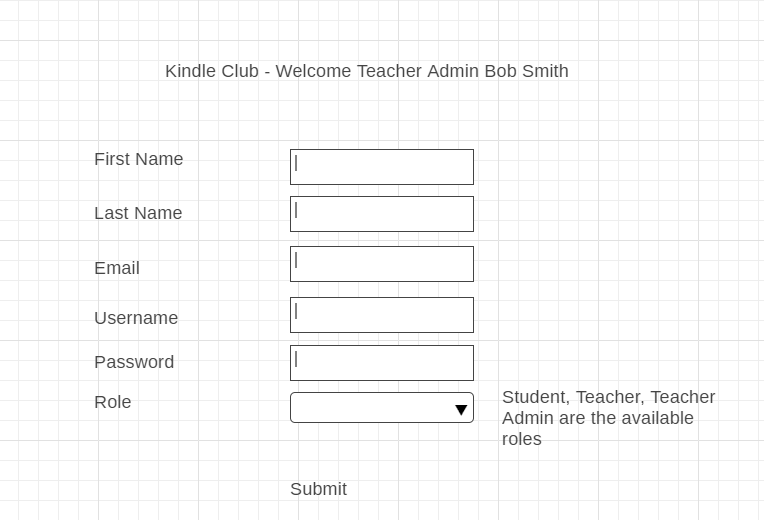 Kindle Club - Welcome Teacher Admin Bob Smith
First Name
Last Name
Email
Username
Password
Role
Student, Teacher, Teacher
Admin are the available
roles
Submit